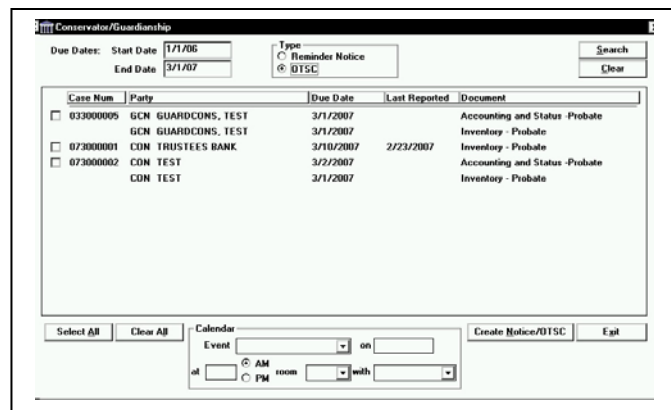 Conservator/Guardianship
Due Dates: Start Date 1/1/06
End Date 3/1/07
Type
Reminder Notice
OTSC
Search
Clear
Case Num Party Due Date Last Reported Document
033000005 GCN GUARDCONS, TEST 3/1/2007 Accounting and Status -Probate
GCN GUARDCONS, TEST 3/1/2007 Inventory - Probate
073000001 CON TRUSTEES BANK 3/10/2007 2/23/2007 Inventory - Probate
073000002 CON TEST 3/2/2007 Accounting and Status -Probate
CON TEST 3/1/2007 Inventory - Probate
Select All Clear All
Calendar
Event on
at AM PM room with
Create Notice/OTSC Exit